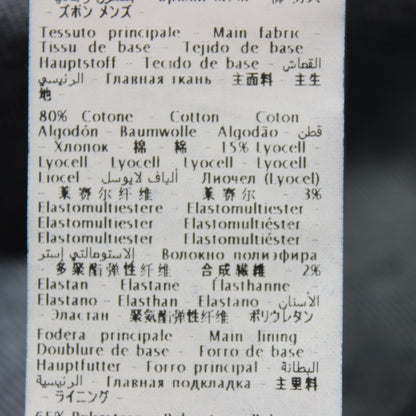 - ズボン メンズ
Tessuto principale - Main fabric -
Tissu de base - Tejido de base -
Hauptstoff - Tecido de base - القماش
الرئيسي - Главная ткань - 主面料 - 主生
地 -
80% Cotone - Cotton - Coton -
Algodón - Baumwolle - Algodão - قطن
- Хлопок - 棉 - 綿 - 15% Lyocell -
Lyocell - Lyocell - Lyocell - Lyocell -
Liocel - ألياف لايوسل - Лиочел (Lyocel)
- 莱赛尔纤维 - 莱赛尔 - 3%
Elastomultiestere - Elastomultiester -
Elastomultiester - Elastomultiéster -
Elastomultiester - Elastomultiéster -
الاستومالتي إستر - Волокно полиэфира
- 多聚酯弹性纤维 - 合成繊維 - 2%
Elastan - Elastane - Élasthanne -
Elastano - Elasthan - Elastano - الأستان
- Эластан - 聚氨酯弹性纤维 - ポリウレタン
Fodera principale - Main lining -
Doublure de base - Forro de base -
Hauptfutter - Forro principal - البطانة
الرئيسية - Главная подкладка - 主里料
- ライニング -